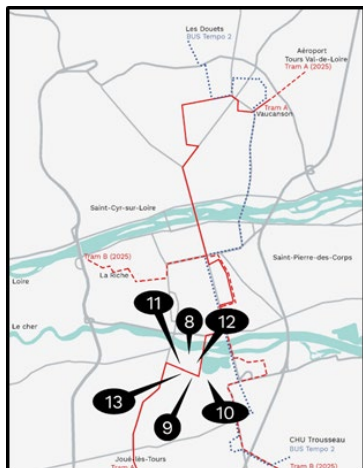 Les Douets
BUS Tempo 2
Aéroport
Tours Val-de-Loire
Tram A (2025)
Tram A
Vaucanson
Saint-Cyr-sur-Loire
Tram B (2025)
La Riche
Saint-Pierre-des-Corps
Loire
Le cher
11
8
12
13
9
10
Joué-lès-Tours
Tram A
CHU Trousseau
BUS Tempo 2
Tram B (2025)